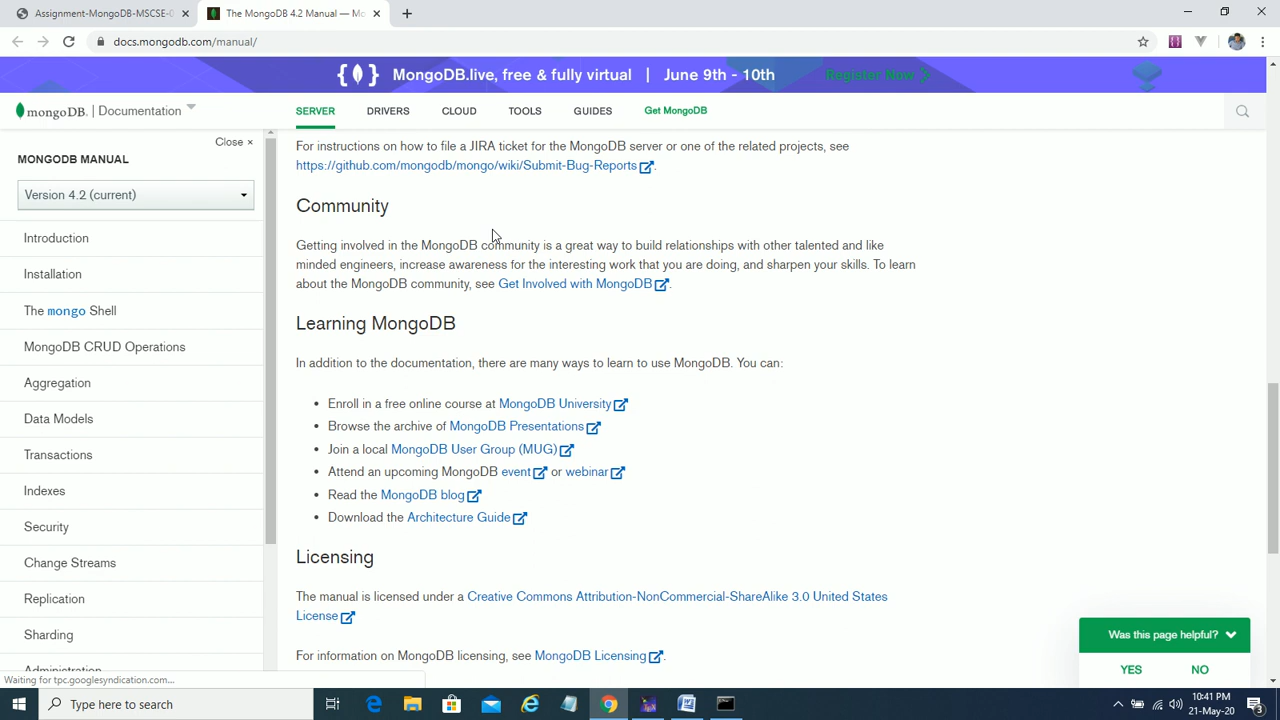 Assignment-MongoDB-MSCSE-0
The MongoDB 4.2 Manual — Mo
docs.mongodb.com/manual/
MongoDB.live, free & fully virtual | June 9th - 10th
Register Now
mongoDB. | Documentation
SERVER
DRIVERS
CLOUD
TOOLS
GUIDES
Get MongoDB
Close ×
MONGODB MANUAL
Version 4.2 (current)
Introduction
Installation
The mongo Shell
MongoDB CRUD Operations
Aggregation
Data Models
Transactions
Indexes
Security
Change Streams
Replication
Sharding
Administration
For instructions on how to file a JIRA ticket for the MongoDB server or one of the related projects, see
https://github.com/mongodb/mongo/wiki/Submit-Bug-Reports.
Community
Getting involved in the MongoDB community is a great way to build relationships with other talented and like
minded engineers, increase awareness for the interesting work that you are doing, and sharpen your skills. To learn
about the MongoDB community, see Get Involved with MongoDB.
Learning MongoDB
In addition to the documentation, there are many ways to learn to use MongoDB. You can:
• Enroll in a free online course at MongoDB University
• Browse the archive of MongoDB Presentations
• Join a local MongoDB User Group (MUG)
• Attend an upcoming MongoDB event or webinar
• Read the MongoDB blog
• Download the Architecture Guide
Licensing
The manual is licensed under a Creative Commons Attribution-NonCommercial-ShareAlike 3.0 United States
License
For information on MongoDB licensing, see MongoDB Licensing.
Was this page helpful?
YES
NO
Waiting for tpc.googlesyndication.com...
Type here to search
10:41 PM
21-May-20
3